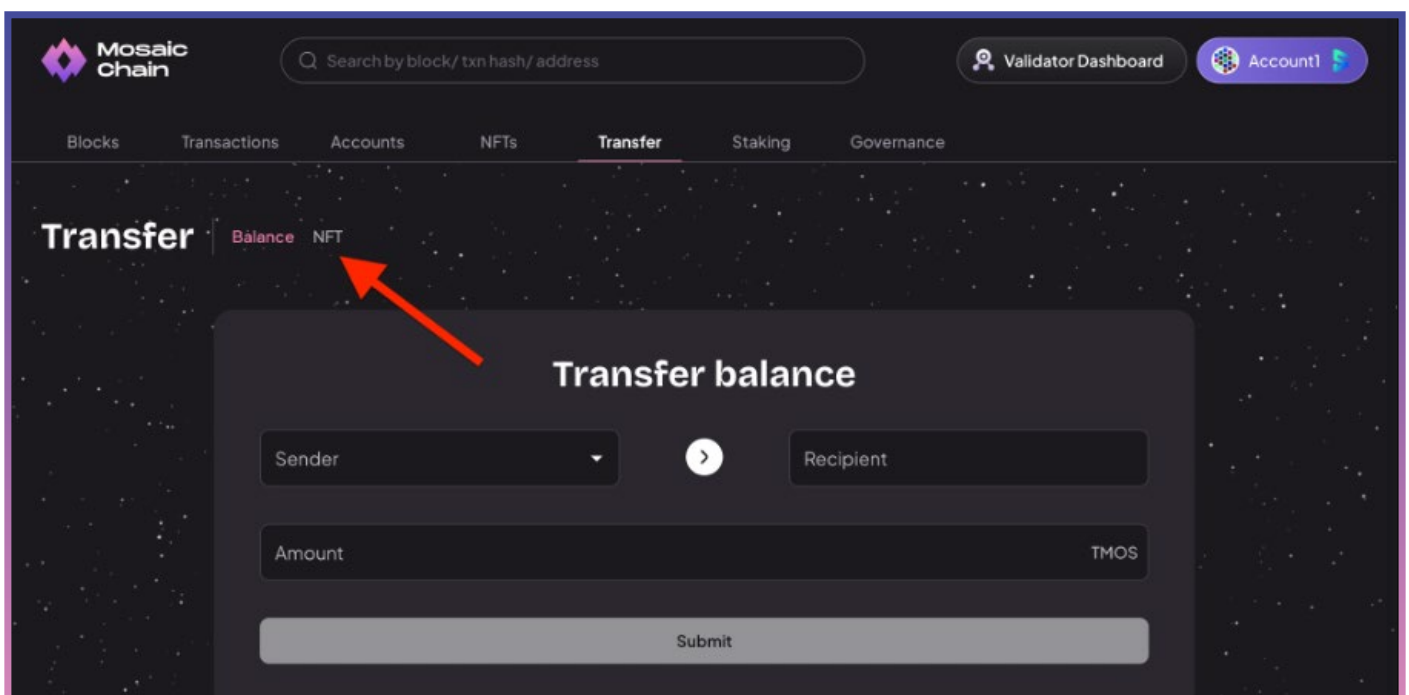 Mosaic
Chain
Search by block/ txn hash/ address
Validator Dashboard
Account1
Blocks Transactions Accounts NFTs Transfer Staking Governance
Transfer Balance NFT
Transfer balance
Sender Recipient
Amount TMOS
Submit